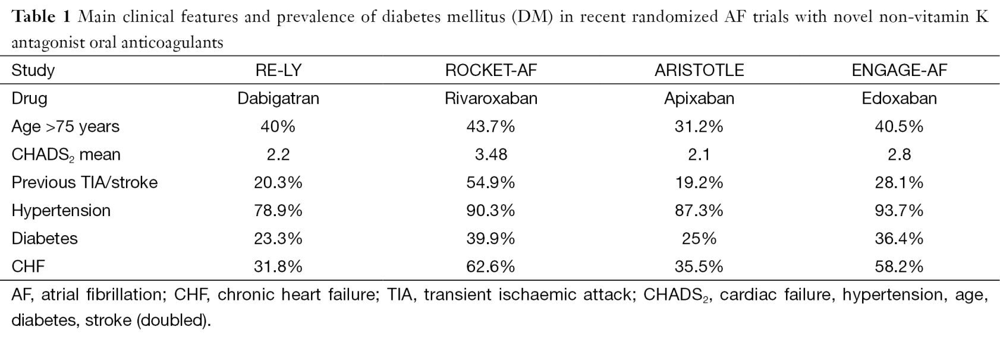 Table 1 Main clinical features and prevalence of diabetes mellitus (DM) in recent randomized AF trials with novel non-vitamin K
antagonist oral anticoagulants
Study RE-LY ROCKET-AF ARISTOTLE ENGAGE-AF
Drug Dabigatran Rivaroxaban Apixaban Edoxaban
Age >75 years 40% 43.7% 31.2% 40.5%
CHADS₂ mean 2.2 3.48 2.1 2.8
Previous TIA/stroke 20.3% 54.9% 19.2% 28.1%
Hypertension 78.9% 90.3% 87.3% 93.7%
Diabetes 23.3% 39.9% 25% 36.4%
CHF 31.8% 62.6% 35.5% 58.2%
AF, atrial fibrillation; CHF, chronic heart failure; TIA, transient ischaemic attack; CHADS₂, cardiac failure, hypertension, age,
diabetes, stroke (doubled).